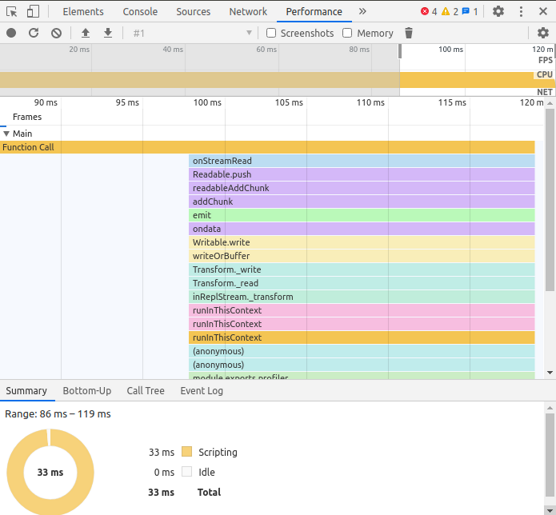 Elements Console Sources Network Performance » 4 2 1
#1 Screenshots Memory
20 ms 40 ms 60 ms 80 ms 100 ms 120 m
FPS
CPU
NET
90 ms 95 ms 100 ms 105 ms 110 ms 115 ms 120 m
Frames
Main
Function Call
onStreamRead
Readable.push
readableAddChunk
addChunk
emit
ondata
Writable.write
writeOrBuffer
Transform._write
Transform._read
inReplStream._transform
runInThisContext
runInThisContext
runInThisContext
(anonymous)
(anonymous)
module.exports.profiler
Summary Bottom-Up Call Tree Event Log
Range: 86 ms – 119 ms
33 ms
33 ms Scripting
0 ms Idle
33 ms Total